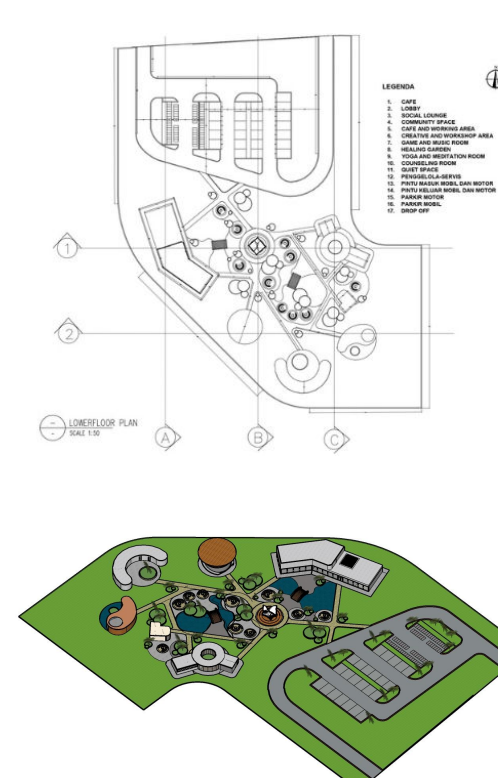 N
LEGENDA
1. CAFE
2. LOBBY
3. SOCIAL LOUNGE
4. COMMUNITY SPACE
5. CAFE AND WORKING AREA
6. CREATIVE AND WORKSHOP AREA
7. GAME AND MUSIC ROOM
8. HEALING GARDEN
9. YOGA AND MEDITATION ROOM
10. COUNSELING ROOM
11. QUIET SPACE
12. PENGGELOLA-SERVIS
13. PINTU MASUK MOBIL DAN MOTOR
14. PINTU KELUAR MOBIL DAN MOTOR
15. PARKIR MOTOR
16. PARKIR MOBIL
17. DROP OFF
1
2
LOWERFLOOR PLAN
SCALE 1:50
A
B
C